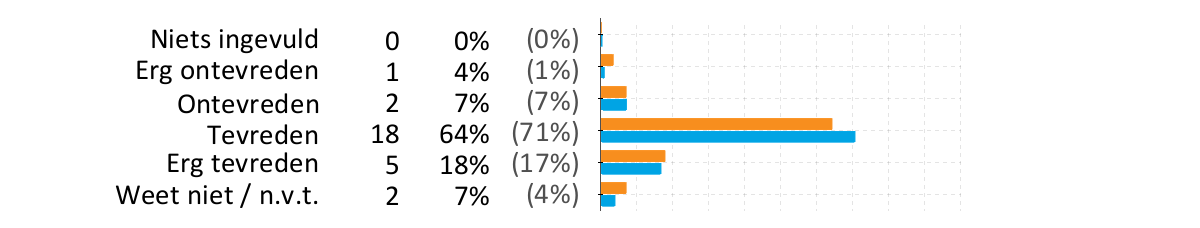 Niets ingevuld 0 0% (0%)
Erg ontevreden 1 4% (1%)
Ontevreden 2 7% (7%)
Tevreden 18 64% (71%)
Erg tevreden 5 18% (17%)
Weet niet / n.v.t. 2 7% (4%)